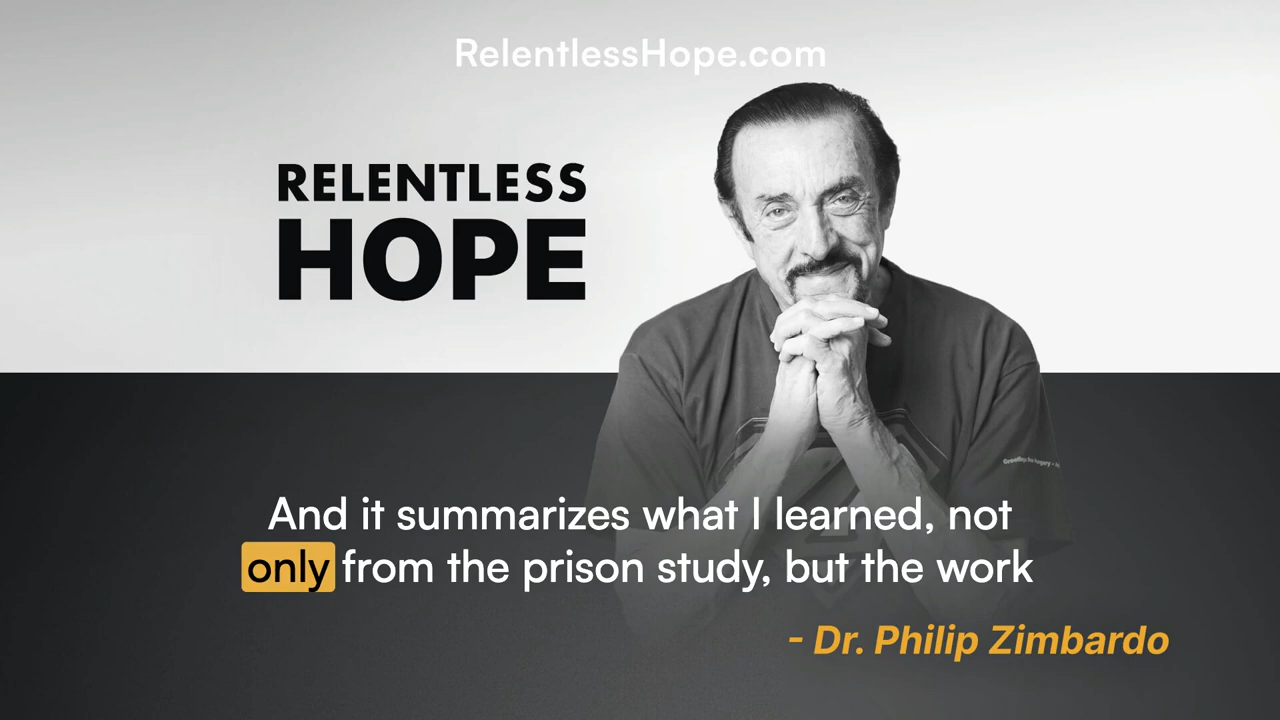 RelentlessHope.com
RELENTLESS
HOPE
And it summarizes what I learned, not
only from the prison study, but the work
- Dr. Philip Zimbardo